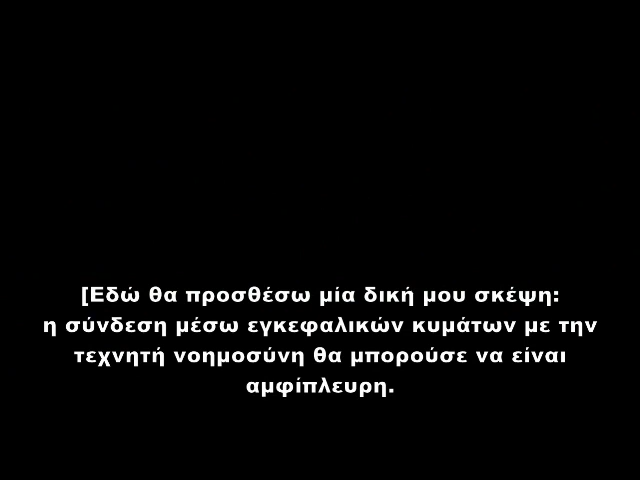 [Εδώ θα προσθέσω μία δική μου σκέψη:
η σύνδεση μέσω εγκεφαλικών κυμάτων με την
τεχνητή νοημοσύνη θα μπορούσε να είναι
αμφίπλευρη.